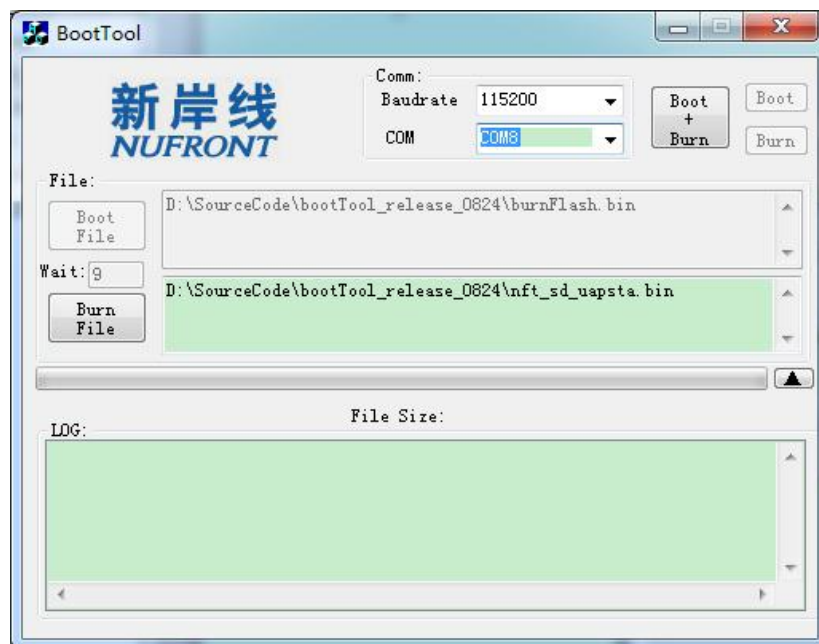 BootTool
新岸线
NUFRONT
Comm:
Baudrate 115200
COM COM8
Boot
+
Burn
Boot
Burn
File:
Boot
File
D:\SourceCode\bootTool_release_0824\burnFlash.bin
Wait: 9
Burn
File
D:\SourceCode\bootTool_release_0824\nft_sd_uapsta.bin
File Size:
LOG: